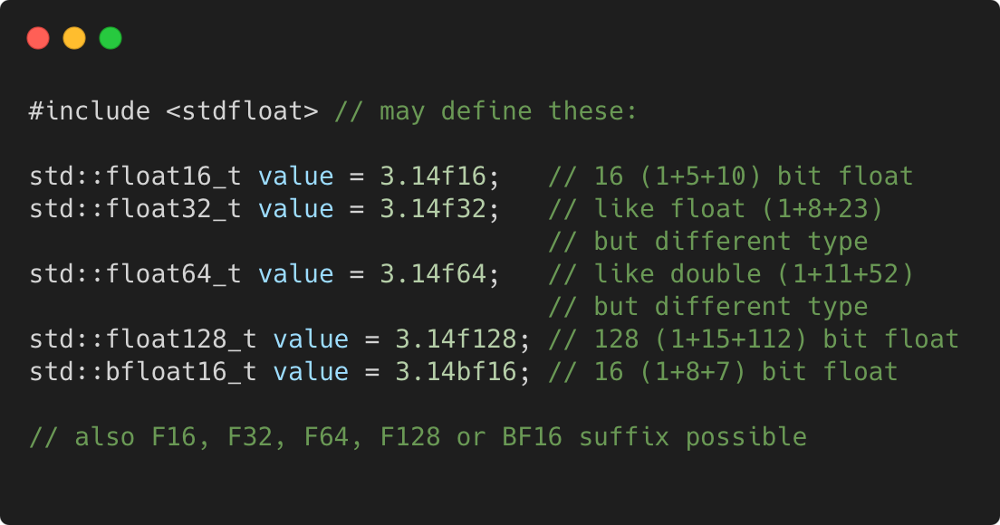 #include <stdfloat> // may define these:
std::float16_t value = 3.14f16;   // 16 (1+5+10) bit float
std::float32_t value = 3.14f32;   // like float (1+8+23)
                                  // but different type
std::float64_t value = 3.14f64;   // like double (1+11+52)
                                  // but different type
std::float128_t value = 3.14f128; // 128 (1+15+112) bit float
std::bfloat16_t value = 3.14bf16; // 16 (1+8+7) bit float
// also F16, F32, F64, F128 or BF16 suffix possible